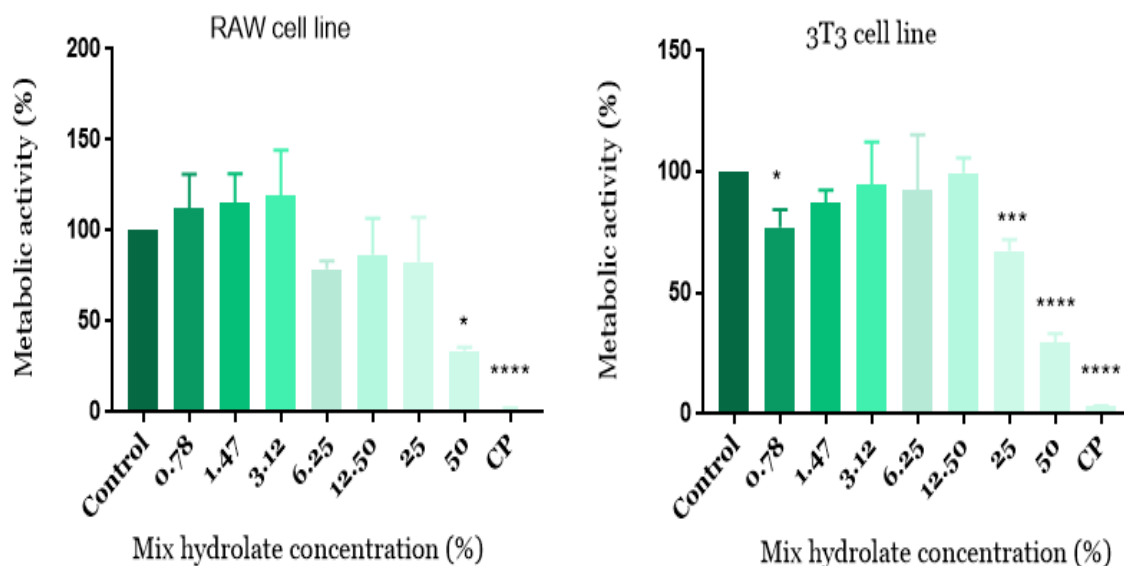 RAW cell line
Metabolic activity (%)
200
150
100
50
0
*
****
Control
0.78
1.47
3.12
6.25
12.50
25
50
CP
Mix hydrolate concentration (%)
3T3 cell line
Metabolic activity (%)
150
100
50
0
*
***
****
****
Control
0.78
1.47
3.12
6.25
12.50
25
50
CP
Mix hydrolate concentration (%)